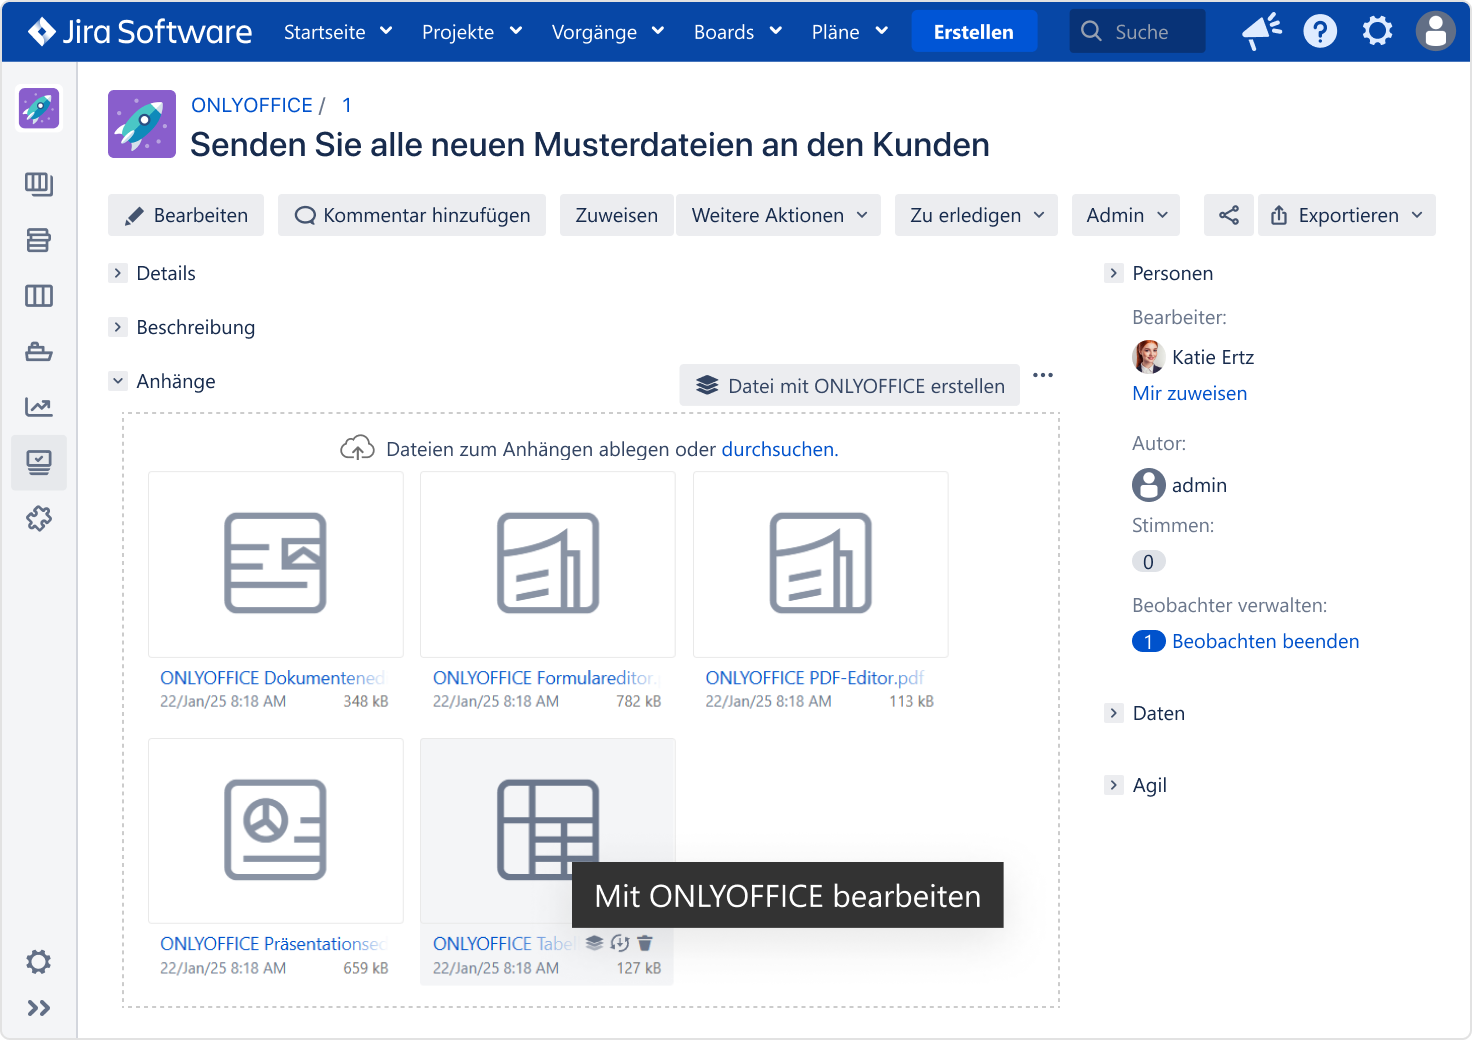 Jira Software Startseite Projekte Vorgänge Boards Pläne Erstellen Suche
ONLYOFFICE / 1
Senden Sie alle neuen Musterdateien an den Kunden
Bearbeiten Kommentar hinzufügen Zuweisen Weitere Aktionen Zu erledigen Admin Exportieren
Details
Beschreibung
Anhänge
Datei mit ONLYOFFICE erstellen
Dateien zum Anhängen ablegen oder durchsuchen.
ONLYOFFICE Dokumentened
22/Jan/25 8:18 AM 348 kB
ONLYOFFICE Formulareditor.
22/Jan/25 8:18 AM 782 kB
ONLYOFFICE PDF-Editor.pdf
22/Jan/25 8:18 AM 113 kB
ONLYOFFICE Präsentationsed
22/Jan/25 8:18 AM 659 kB
Mit ONLYOFFICE bearbeiten
ONLYOFFICE Tabell
22/Jan/25 8:18 AM 127 kB
Personen
Bearbeiter:
Katie Ertz
Mir zuweisen
Autor:
admin
Stimmen:
0
Beobachter verwalten:
1 Beobachten beenden
Daten
Agil